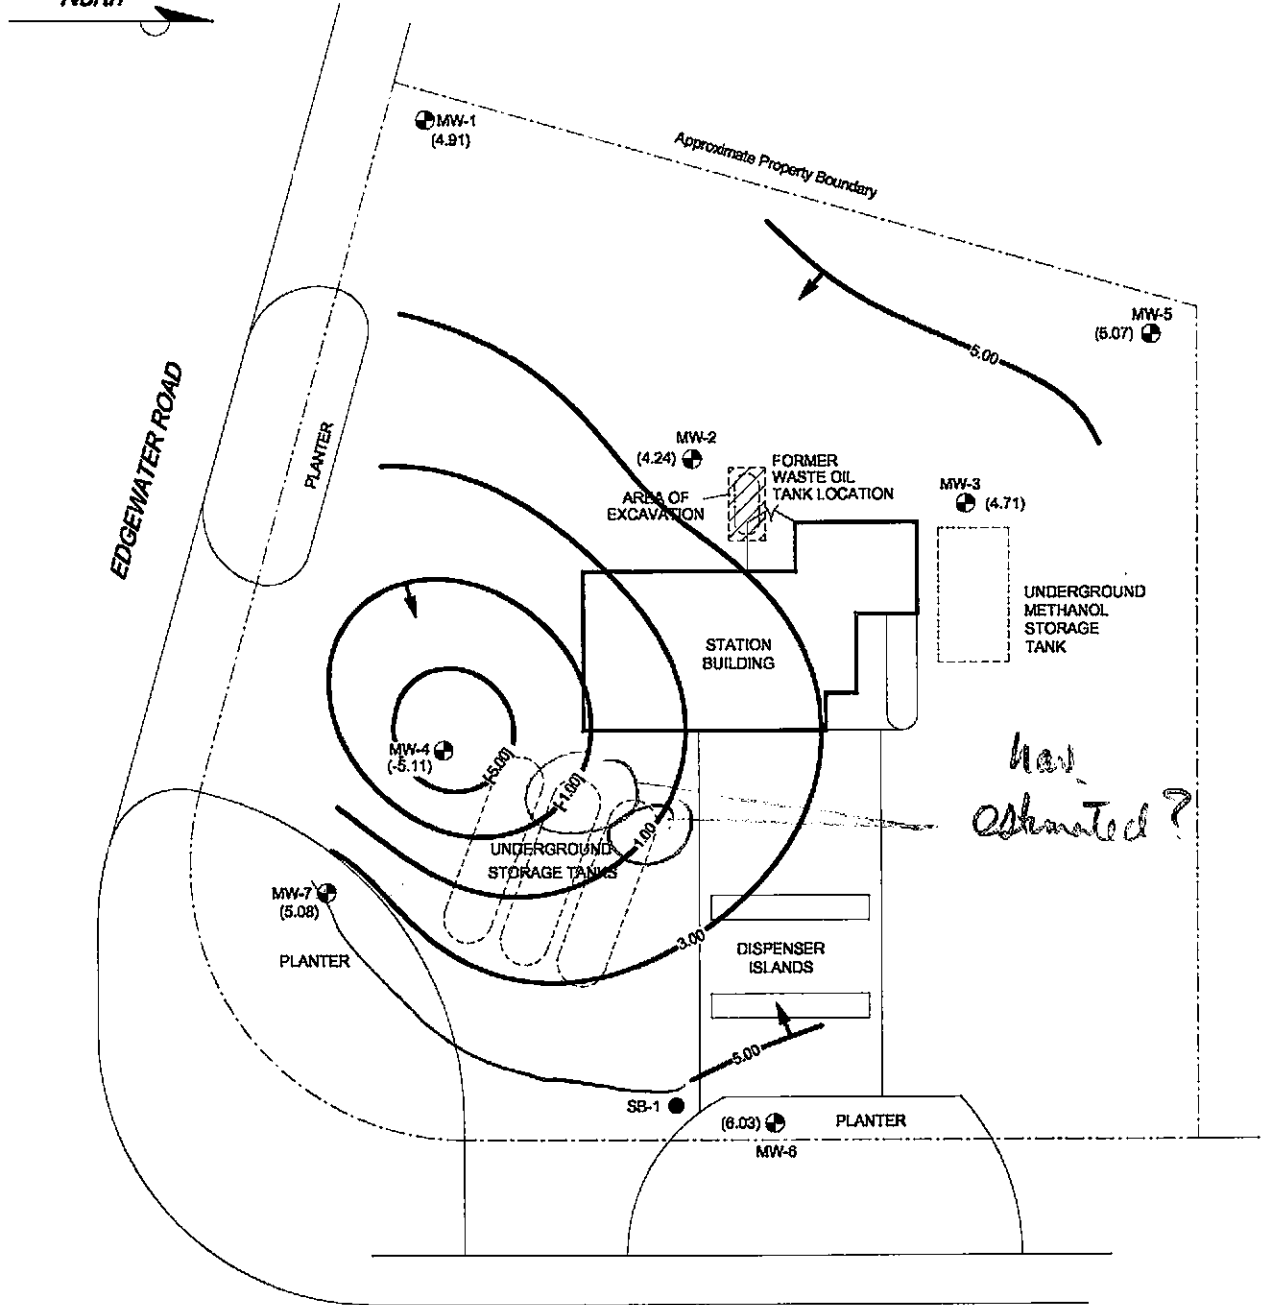 North
MW-1
(4.91)
Approximate Property Boundary
MW-5
(5.07)
5.00
EDGEWATER ROAD
PLANTER
MW-2
(4.24)
FORMER
WASTE OIL
TANK LOCATION
AREA OF
EXCAVATION
MW-3
(4.71)
UNDERGROUND
METHANOL
STORAGE
TANK
STATION
BUILDING
MW-4
(-5.11)
(-5.00)
(-1.00)
1.00
estimated ?
UNDERGROUND
STORAGE TANKS
MW-7
(5.08)
PLANTER
3.00
DISPENSER
ISLANDS
5.00
SB-1
(6.03)
PLANTER
MW-6